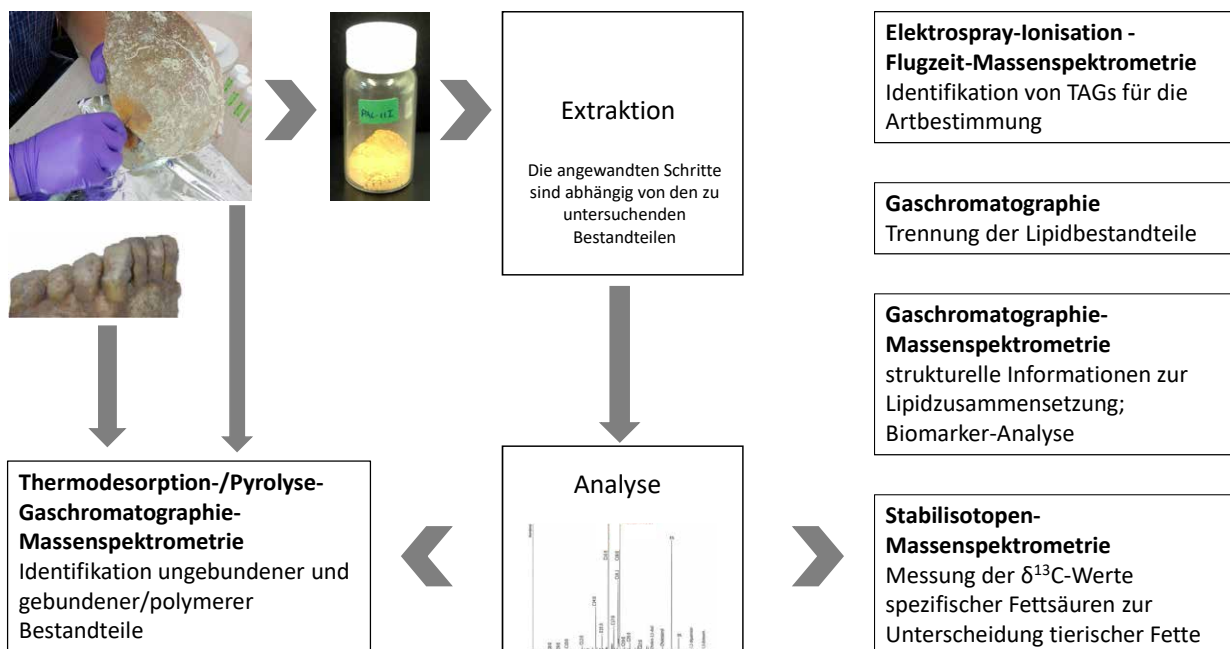 PAL-11 I
Extraktion
Die angewandten Schritte
sind abhängig von den zu
untersuchenden
Bestandteilen
Analyse
Thermodesorption-/Pyrolyse-
Gaschromatographie-
Massenspektrometrie
Identifikation ungebundener und
gebundener/polymerer
Bestandteile
Elektrospray-Ionisation -
Flugzeit-Massenspektrometrie
Identifikation von TAGs für die
Artbestimmung
Gaschromatographie
Trennung der Lipidbestandteile
Gaschromatographie-
Massenspektrometrie
strukturelle Informationen zur
Lipidzusammensetzung;
Biomarker-Analyse
Stabilisotopen-
Massenspektrometrie
Messung der δ¹³C-Werte
spezifischer Fettsäuren zur
Unterscheidung tierischer Fette